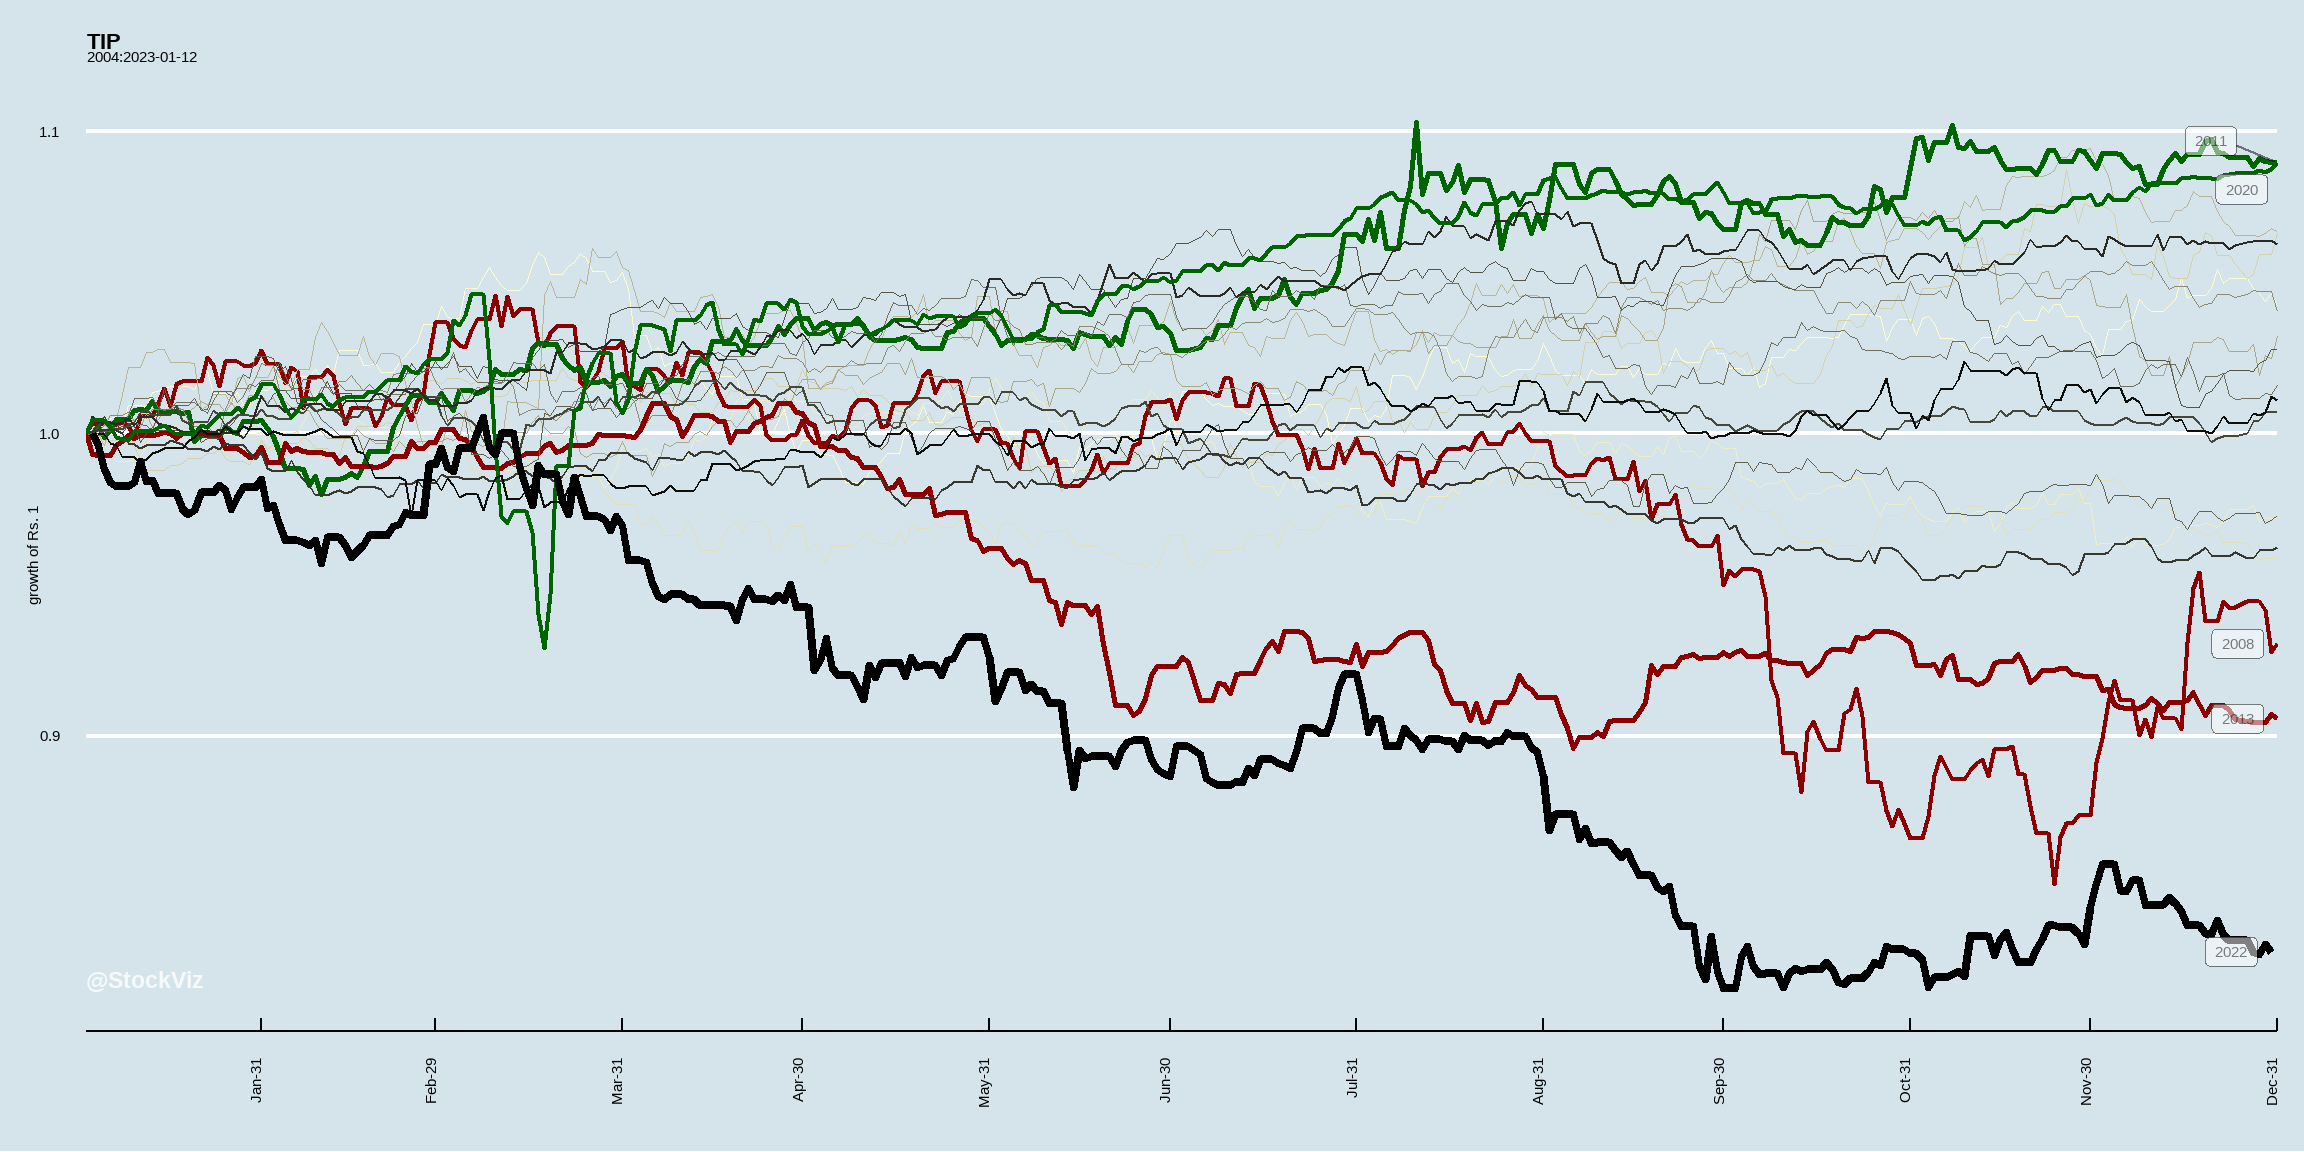 TIP
2004:2023-01-12
growth of Rs. 1
1.1
1.0
0.9
2011
2020
2008
2013
2022
@StockViz
Jan-31
Feb-29
Mar-31
Apr-30
May-31
Jun-30
Jul-31
Aug-31
Sep-30
Oct-31
Nov-30
Dec-31